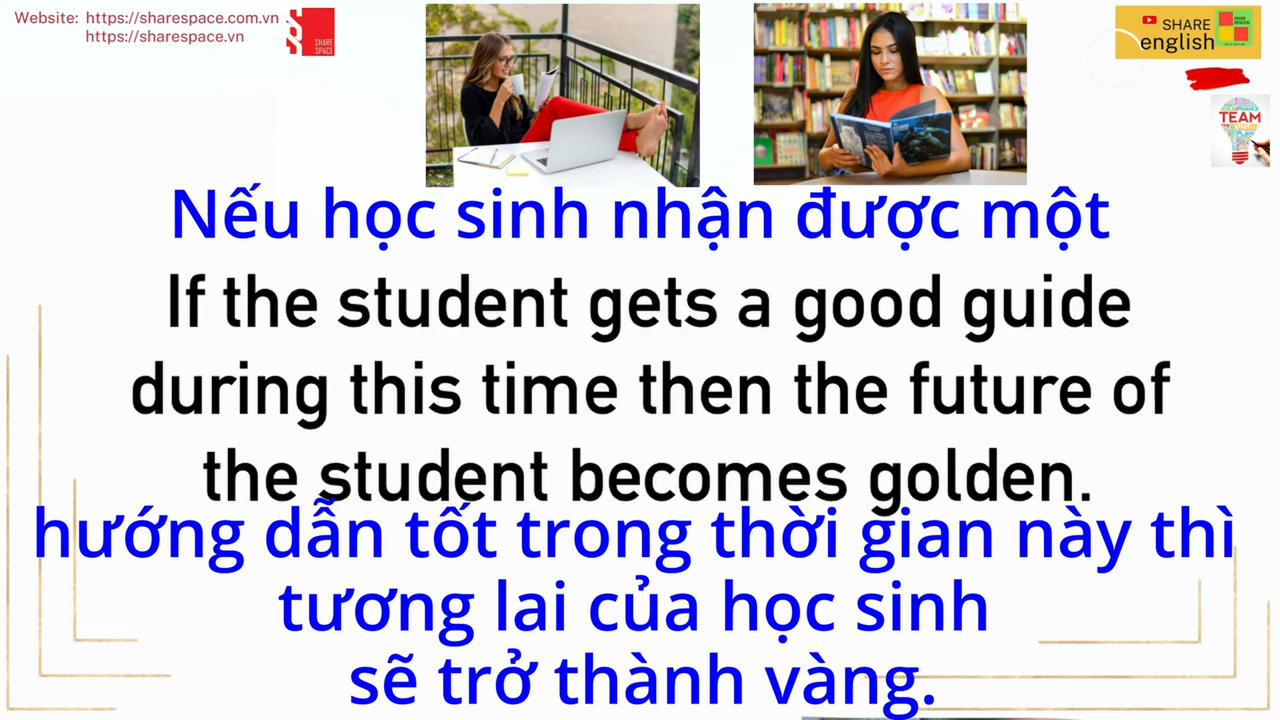 Website: https://sharespace.com.vn
https://sharespace.vn
SHARE
SPACE
SHARE
english
TEAM
PLAN
IDEA
Nếu học sinh nhận được một
If the student gets a good guide
during this time then the future of
the student becomes golden.
hướng dẫn tốt trong thời gian này thì
tương lai của học sinh
sẽ trở thành vàng.